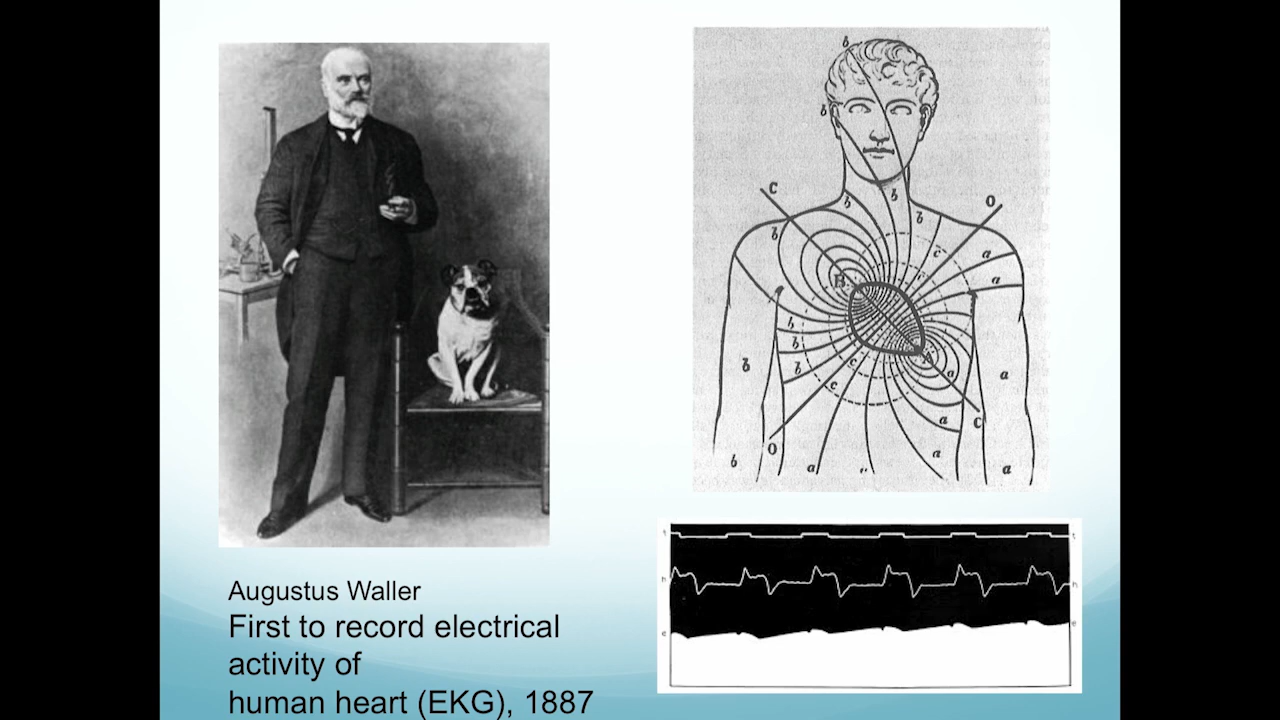 Augustus Waller
First to record electrical
activity of
human heart (EKG), 1887
b
b
C
b
b
b
O
b
c
a
a
B
b
b
A
b
b
c
a
a
c
a
C
O
b
a
a
a
t
t
h
h
e
e